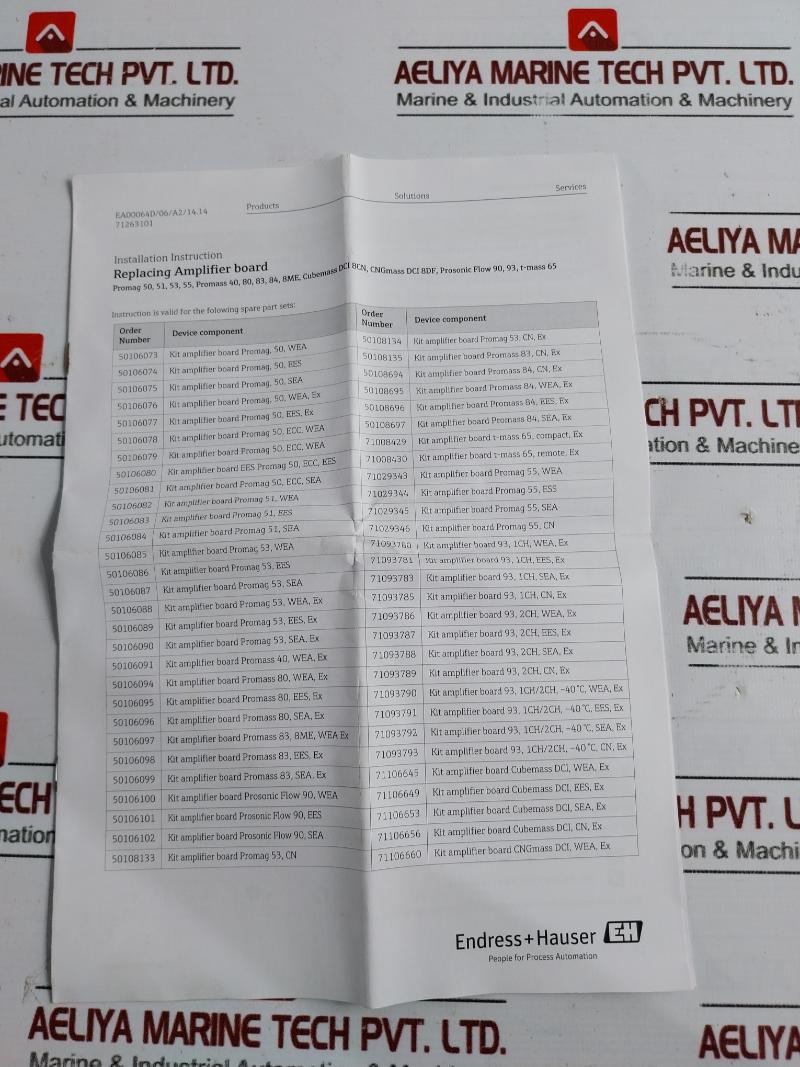 INE TECH PVT. LTD.
al Automation & Machinery
AELIYA MARINE TECH PVT. LTD.
Marine & Industrial Automation & Machinery
EA00064D/06/A2/14.14
71263101
Products
Solutions
Services
Installation Instruction
Replacing Amplifier board
Promag 50, 51, 53, 55, Promass 40, 80, 83, 84, 8ME, Cubemass DCI 8CN, CNGmass DCI 8DF, Prosonic Flow 90, 93, t-mass 65
Instruction is valid for the following spare part sets:
Order Number Device component
50106073 Kit amplifier board Promag, 50, WEA
50106074 Kit amplifier board Promag, 50, EES
50106075 Kit amplifier board Promag, 50, SEA
50106076 Kit amplifier board Promag, 50, WEA, Ex
50106077 Kit amplifier board Promag 50, EES, Ex
50106078 Kit amplifier board Promag 50, ECC, WEA
50106079 Kit amplifier board Promag 50, ECC, WEA
50106080 Kit amplifier board EES Promag 50, ECC, EES
50106081 Kit amplifier board Promag 50, ECC, SEA
50106082 Kit amplifier board Promag 51, WEA
50106083 Kit amplifier board Promag 51, EES
50106084 Kit amplifier board Promag 51, SEA
50106085 Kit amplifier board Promag 53, WEA
50106086 Kit amplifier board Promag 53, EES
50106087 Kit amplifier board Promag 53, SEA
50106088 Kit amplifier board Promag 53, WEA, Ex
50106089 Kit amplifier board Promag 53, EES, Ex
50106090 Kit amplifier board Promag 53, SEA, Ex
50106091 Kit amplifier board Promass 40, WEA, Ex
50106094 Kit amplifier board Promass 80, WEA, Ex
50106095 Kit amplifier board Promass 80, EES, Ex
50106096 Kit amplifier board Promass 80, SEA, Ex
50106097 Kit amplifier board Promass 83, 8ME, WEA Ex
50106098 Kit amplifier board Promass 83, EES, Ex
50106099 Kit amplifier board Promass 83, SEA, Ex
50106100 Kit amplifier board Prosonic Flow 90, WEA
50106101 Kit amplifier board Prosonic Flow 90, EES
50106102 Kit amplifier board Prosonic Flow 90, SEA
50108133 Kit amplifier board Promag 53, CN
Order Number Device component
50108134 Kit amplifier board Promag 53, CN, Ex
50108135 Kit amplifier board Promass 83, CN, Ex
50108694 Kit amplifier board Promass 84, CN, Ex
50108695 Kit amplifier board Promass 84, WEA, Ex
50108696 Kit amplifier board Promass 84, EES, Ex
50108697 Kit amplifier board Promass 84, SEA, Ex
71008429 Kit amplifier board t-mass 65, compact, Ex
71008430 Kit amplifier board t-mass 65, remote, Ex
71029343 Kit amplifier board Promag 55, WEA
71029344 Kit amplifier board Promag 55, ESS
71029345 Kit amplifier board Promag 55, SEA
71029346 Kit amplifier board Promag 55, CN
71093780 Kit amplifier board 93, 1CH, WEA, Ex
71093781 Kit amplifier board 93, 1CH, EES, Ex
71093783 Kit amplifier board 93, 1CH, SEA, Ex
71093785 Kit amplifier board 93, 1CH, CN, Ex
71093786 Kit amplifier board 93, 2CH, WEA, Ex
71093787 Kit amplifier board 93, 2CH, EES, Ex
71093788 Kit amplifier board 93, 2CH, SEA, Ex
71093789 Kit amplifier board 93, 2CH, CN, Ex
71093790 Kit amplifier board 93, 1CH/2CH, -40°C, WEA, Ex
71093791 Kit amplifier board 93, 1CH/2CH, -40°C, EES, Ex
71093792 Kit amplifier board 93, 1CH/2CH, -40°C, SEA, Ex
71093793 Kit amplifier board 93, 1CH/2CH, -40°C, CN, Ex
71106645 Kit amplifier board Cubemass DCI, WEA, Ex
71106649 Kit amplifier board Cubemass DCI, EES, Ex
71106653 Kit amplifier board Cubemass DCI, SEA, Ex
71106656 Kit amplifier board Cubemass DCI, CN, Ex
71106660 Kit amplifier board CNGmass DCI, WEA, Ex
Endress+Hauser EH
People for Process Automation
AELIYA MA
Marine & Indu
E TEC
utomati
CH PVT. LT
ation & Machine
AELIYA M
Marine & In
ECH
mation
H PVT. L
on & Machi
AELIYA MARINE TECH PVT. LTD.
Marine & Industrial Automation & Machinery
AELIYA